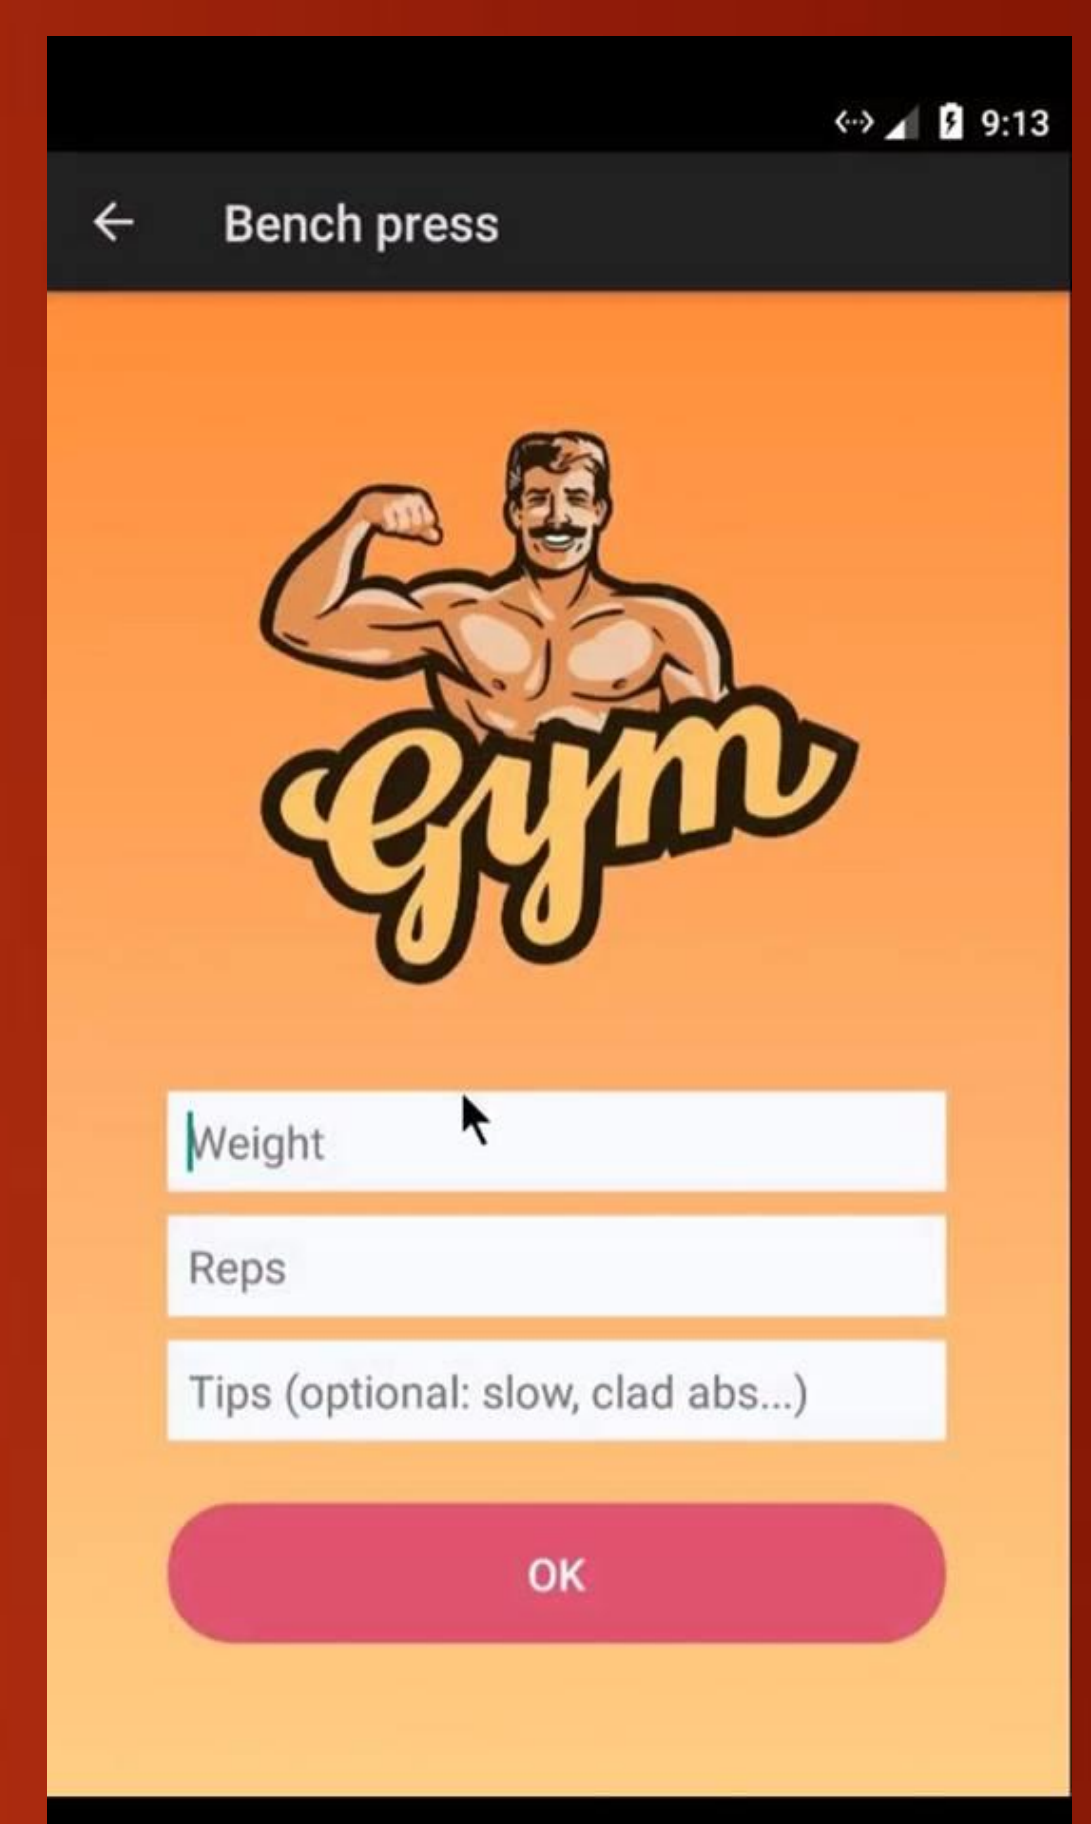 9:13
Bench press
Gym
Weight
Reps
Tips (optional: slow, clad abs...)
OK